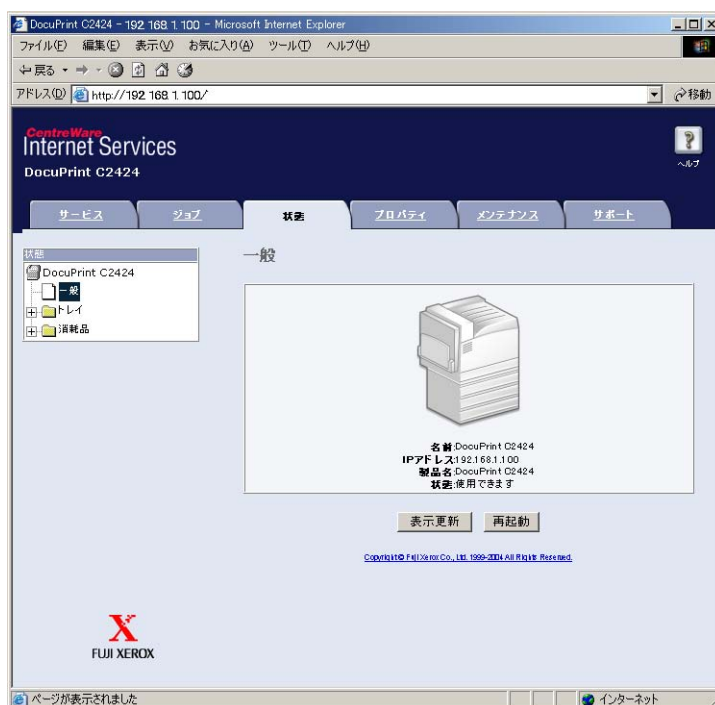 DocuPrint C2424 - 192.168.1.100 - Microsoft Internet Explorer
ファイル(F) 編集(E) 表示(V) お気に入り(A) ツール(T) ヘルプ(H)
戻る
アドレス(D) http://192.168.1.100/ 移動
CentreWare
Internet Services
DocuPrint C2424
ヘルプ
サービス ジョブ 状態 プロパティ メンテナンス サポート
状態
DocuPrint C2424
一般
トレイ
消耗品
一般
名前:DocuPrint C2424
IPアドレス:192.168.1.100
製品名:DocuPrint C2424
状態:使用できます
表示更新 再起動
Copyright© Fuji Xerox Co., Ltd. 1999-2004 All Rights Reserved.
FUJI XEROX
ページが表示されました インターネット